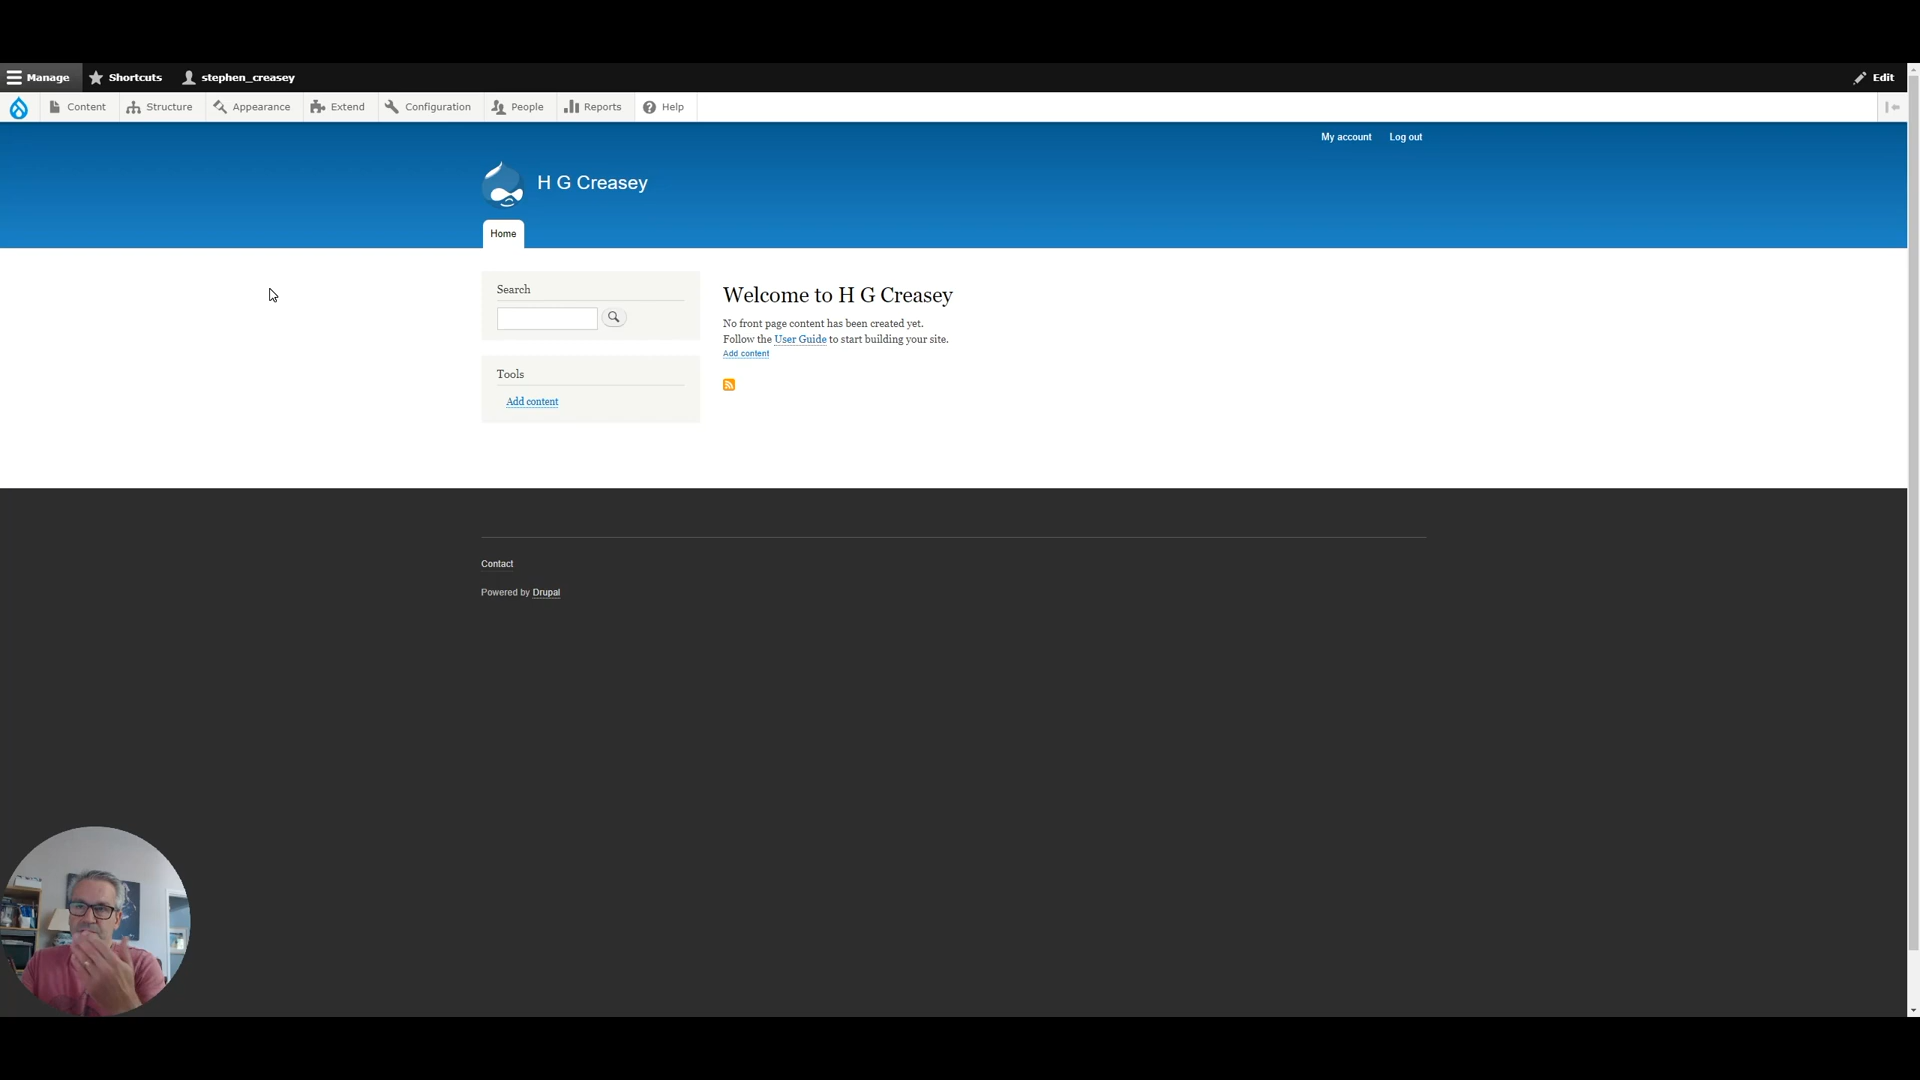 Manage Shortcuts stephen_creasey Edit
Content Structure Appearance Extend Configuration People Reports Help
My account Log out
H G Creasey
Home
Search
Tools
Add content
Welcome to H G Creasey
No front page content has been created yet.
Follow the User Guide to start building your site.
Add content
Contact
Powered by Drupal